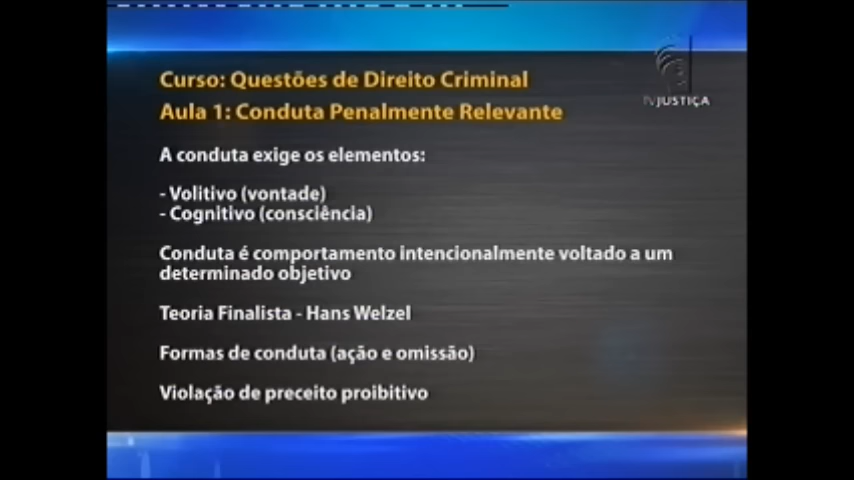 Curso: Questões de Direito Criminal
Aula 1: Conduta Penalmente Relevante
TVJUSTIÇA
A conduta exige os elementos:
- Volitivo (vontade)
- Cognitivo (consciência)
Conduta é comportamento intencionalmente voltado a um
determinado objetivo
Teoria Finalista - Hans Welzel
Formas de conduta (ação e omissão)
Violação de preceito proibitivo